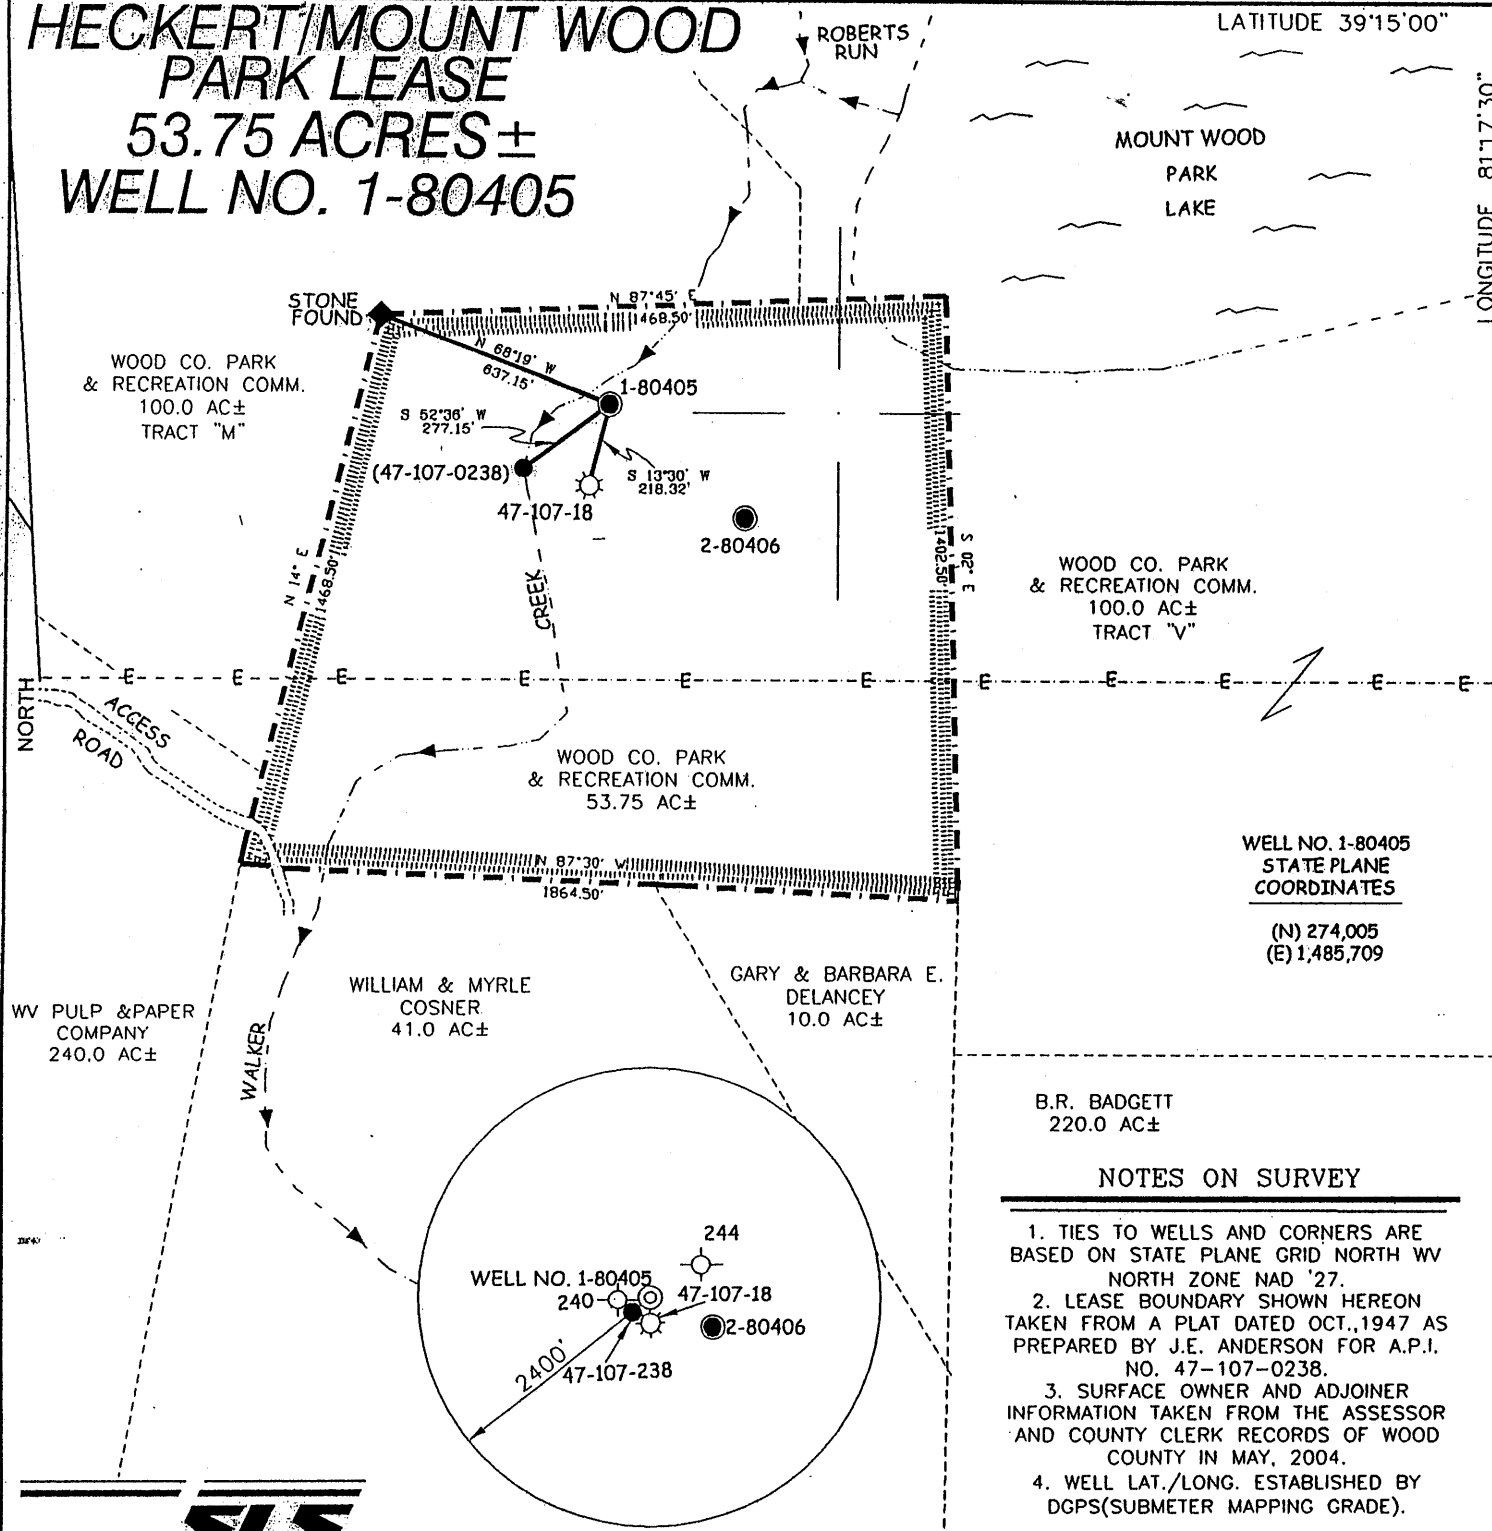 HECKERT/MOUNT WOOD
PARK LEASE
53.75 ACRES ±
WELL NO. 1-80405
ROBERTS
RUN
LATITUDE 39°15'00"
LONGITUDE 81°17'30"
MOUNT WOOD
PARK
LAKE
STONE
FOUND
N 87°45' E
1468.50'
WOOD CO. PARK
& RECREATION COMM.
100.0 AC±
TRACT "M"
N 68°19' W
637.15'
1-80405
S 52°36' W
277.15'
(47-107-0238)
S 13°30' W
218.32'
47-107-18
2-80406
N 14° E
1468.50'
CREEK
S 02° E
1402.50'
WOOD CO. PARK
& RECREATION COMM.
100.0 AC±
TRACT "V"
E E E E E E E E E E E
NORTH
ACCESS
ROAD
WOOD CO. PARK
& RECREATION COMM.
53.75 AC±
N 87°30' W
1864.50'
WELL NO. 1-80405
STATE PLANE
COORDINATES
(N) 274,005
(E) 1,485,709
WV PULP &PAPER
COMPANY
240.0 AC±
WALKER
WILLIAM & MYRLE
COSNER
41.0 AC±
GARY & BARBARA E.
DELANCEY
10.0 AC±
B.R. BADGETT
220.0 AC±
244
WELL NO. 1-80405
240
47-107-18
2-80406
47-107-238
2400'
NOTES ON SURVEY
1. TIES TO WELLS AND CORNERS ARE
BASED ON STATE PLANE GRID NORTH WV
NORTH ZONE NAD '27.
2. LEASE BOUNDARY SHOWN HEREON
TAKEN FROM A PLAT DATED OCT.,1947 AS
PREPARED BY J.E. ANDERSON FOR A.P.I.
NO. 47-107-0238.
3. SURFACE OWNER AND ADJOINER
INFORMATION TAKEN FROM THE ASSESSOR
AND COUNTY CLERK RECORDS OF WOOD
COUNTY IN MAY, 2004.
4. WELL LAT./LONG. ESTABLISHED BY
DGPS(SUBMETER MAPPING GRADE).
SLS